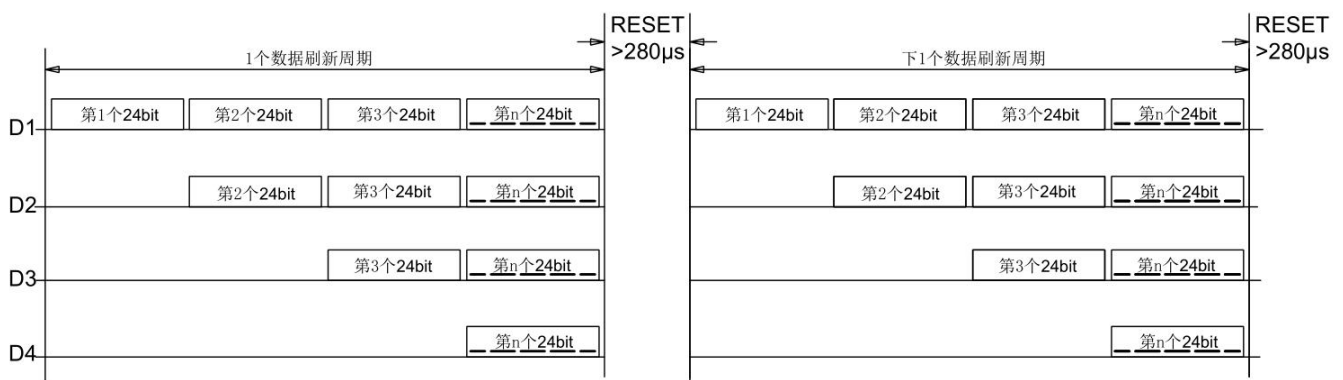 RESET
>280μs
RESET
>280μs
1个数据刷新周期
下1个数据刷新周期
D1 第1个24bit 第2个24bit 第3个24bit 第n个24bit 第1个24bit 第2个24bit 第3个24bit 第n个24bit
D2 第2个24bit 第3个24bit 第n个24bit 第2个24bit 第3个24bit 第n个24bit
D3 第3个24bit 第n个24bit 第3个24bit 第n个24bit
D4 第n个24bit 第n个24bit